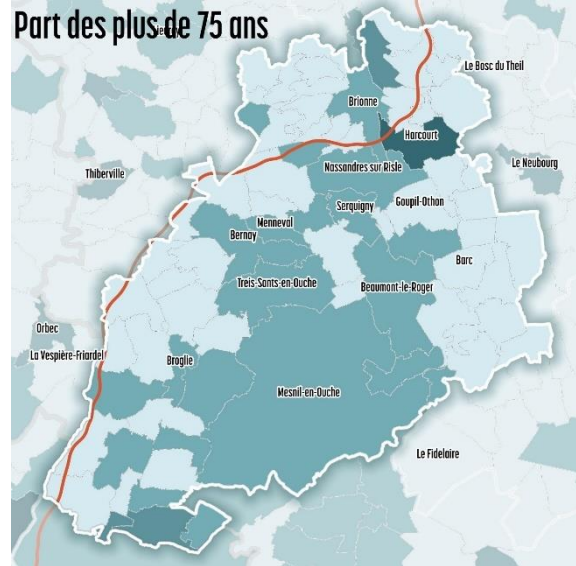 Part des plus de 75 ans
Le Bosc du Theil
Brionne
Harcourt
Le Neubourg
Thiberville
Nassandres sur Risle
Serquigny
Goupil-Othon
Menneval
Bernay
Barc
Treis-Sants-en-Ouche
Beaumont-le-Roger
Orbec
La Vespière-Friardel
Broglie
Mesnil-en-Ouche
Le Fidelaire